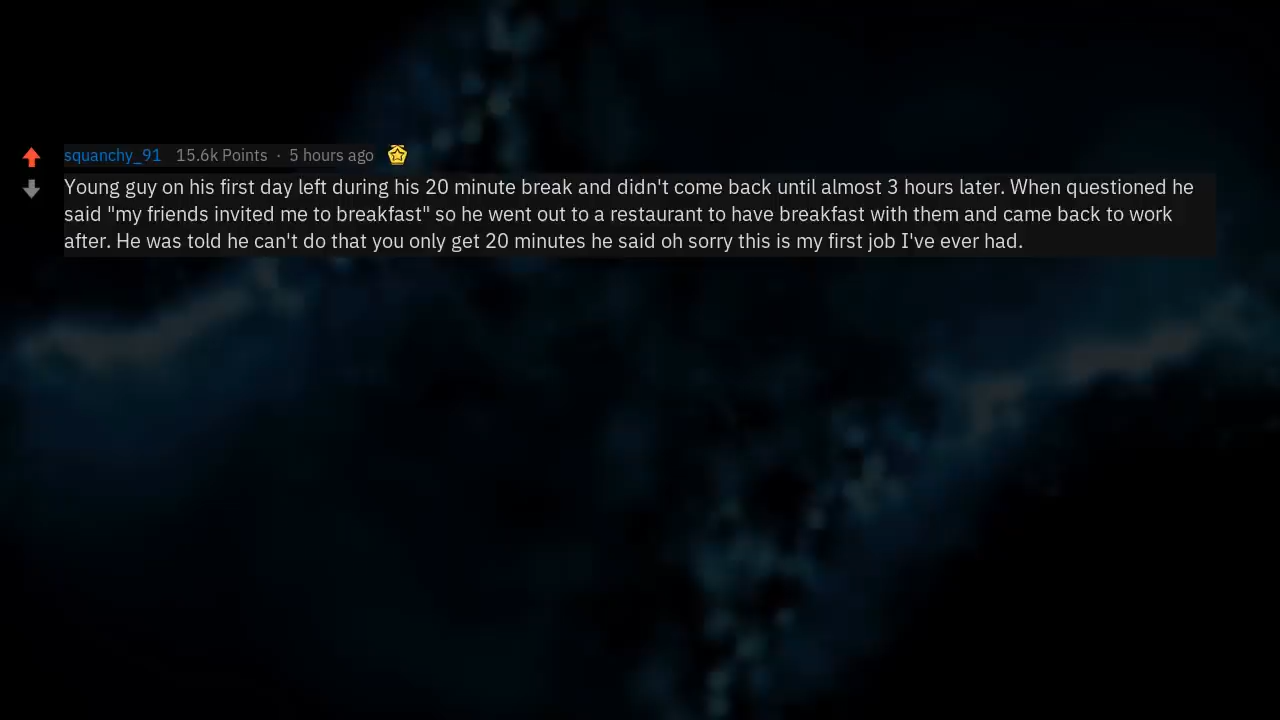 squanchy_91 15.6k Points · 5 hours ago
Young guy on his first day left during his 20 minute break and didn't come back until almost 3 hours later. When questioned he
said "my friends invited me to breakfast" so he went out to a restaurant to have breakfast with them and came back to work
after. He was told he can't do that you only get 20 minutes he said oh sorry this is my first job I've ever had.